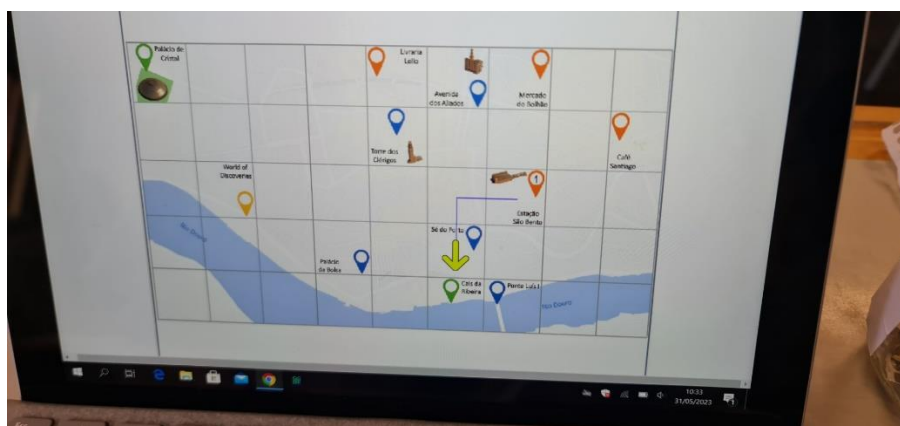 Palácio de
Cristal
Livraria
Lello
Avenida
dos Aliados
Mercado
do Bolhão
Torre dos
Clérigos
Café
Santiago
World of
Discoveries
1
Estação
São Bento
Sé do Porto
Rio Douro
Palácio
da Bolsa
Cais da
Ribeira
Ponte Luís I
Rio Douro
10:33
31/05/2023